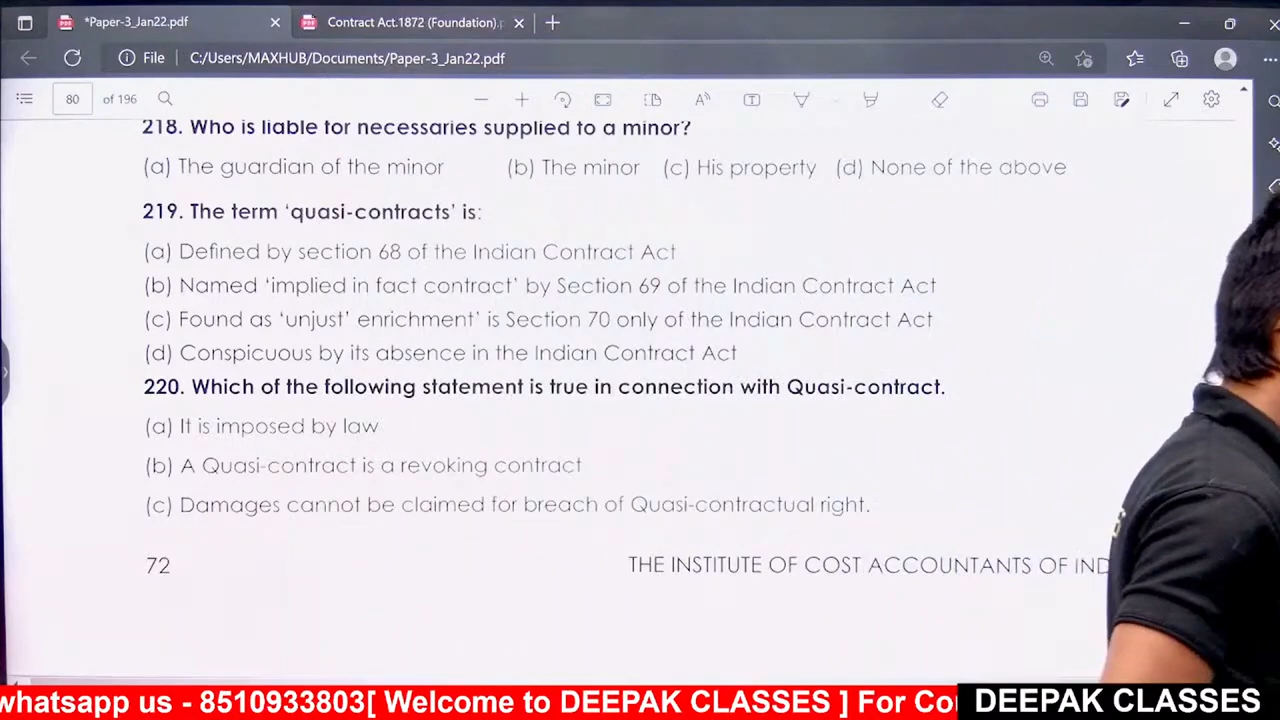 *Paper-3_Jan22.pdf
Contract Act.1872 (Foundation).
File
C:/Users/MAXHUB/Documents/Paper-3_Jan22.pdf
80 of 196
218. Who is liable for necessaries supplied to a minor?
(a) The guardian of the minor (b) The minor (c) His property (d) None of the above
219. The term ‘quasi-contracts’ is:
(a) Defined by section 68 of the Indian Contract Act
(b) Named ‘implied in fact contract’ by Section 69 of the Indian Contract Act
(c) Found as ‘unjust’ enrichment’ is Section 70 only of the Indian Contract Act
(d) Conspicuous by its absence in the Indian Contract Act
220. Which of the following statement is true in connection with Quasi-contract.
(a) It is imposed by law
(b) A Quasi-contract is a revoking contract
(c) Damages cannot be claimed for breach of Quasi-contractual right.
72 THE INSTITUTE OF COST ACCOUNTANTS OF IND
whatsapp us - 8510933803[ Welcome to DEEPAK CLASSES ] For Co
DEEPAK CLASSES